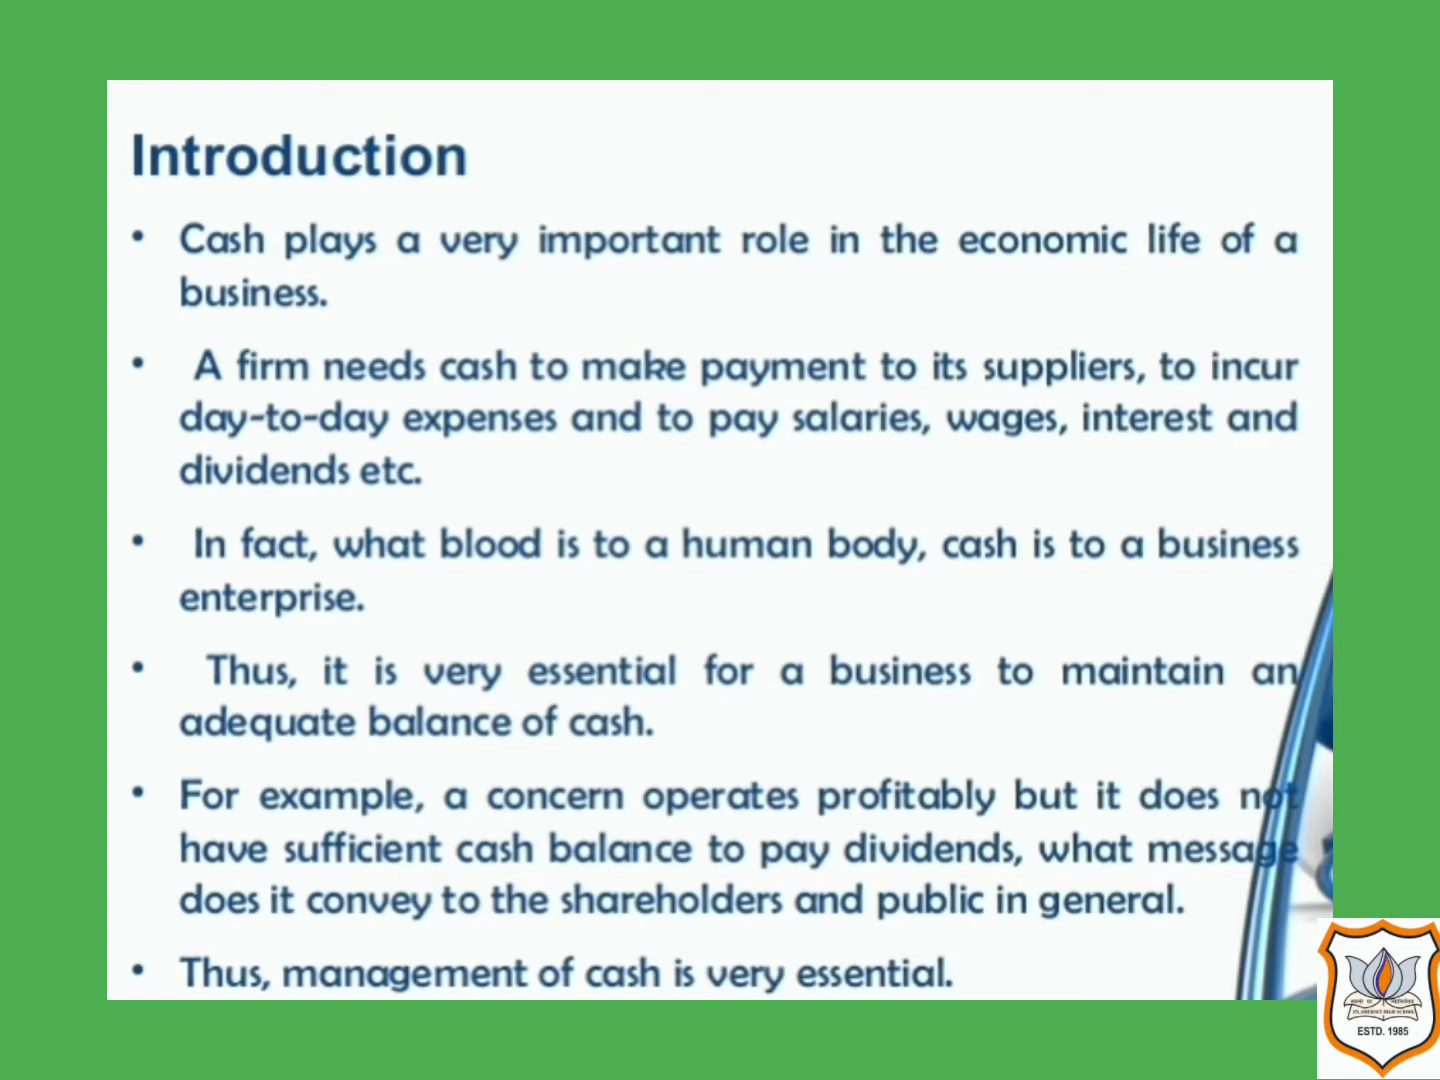 Introduction
• Cash plays a very important role in the economic life of a
business.
• A firm needs cash to make payment to its suppliers, to incur
day-to-day expenses and to pay salaries, wages, interest and
dividends etc.
• In fact, what blood is to a human body, cash is to a business
enterprise.
• Thus, it is very essential for a business to maintain an
adequate balance of cash.
• For example, a concern operates profitably but it does not
have sufficient cash balance to pay dividends, what message
does it convey to the shareholders and public in general.
• Thus, management of cash is very essential.
ESTD. 1985